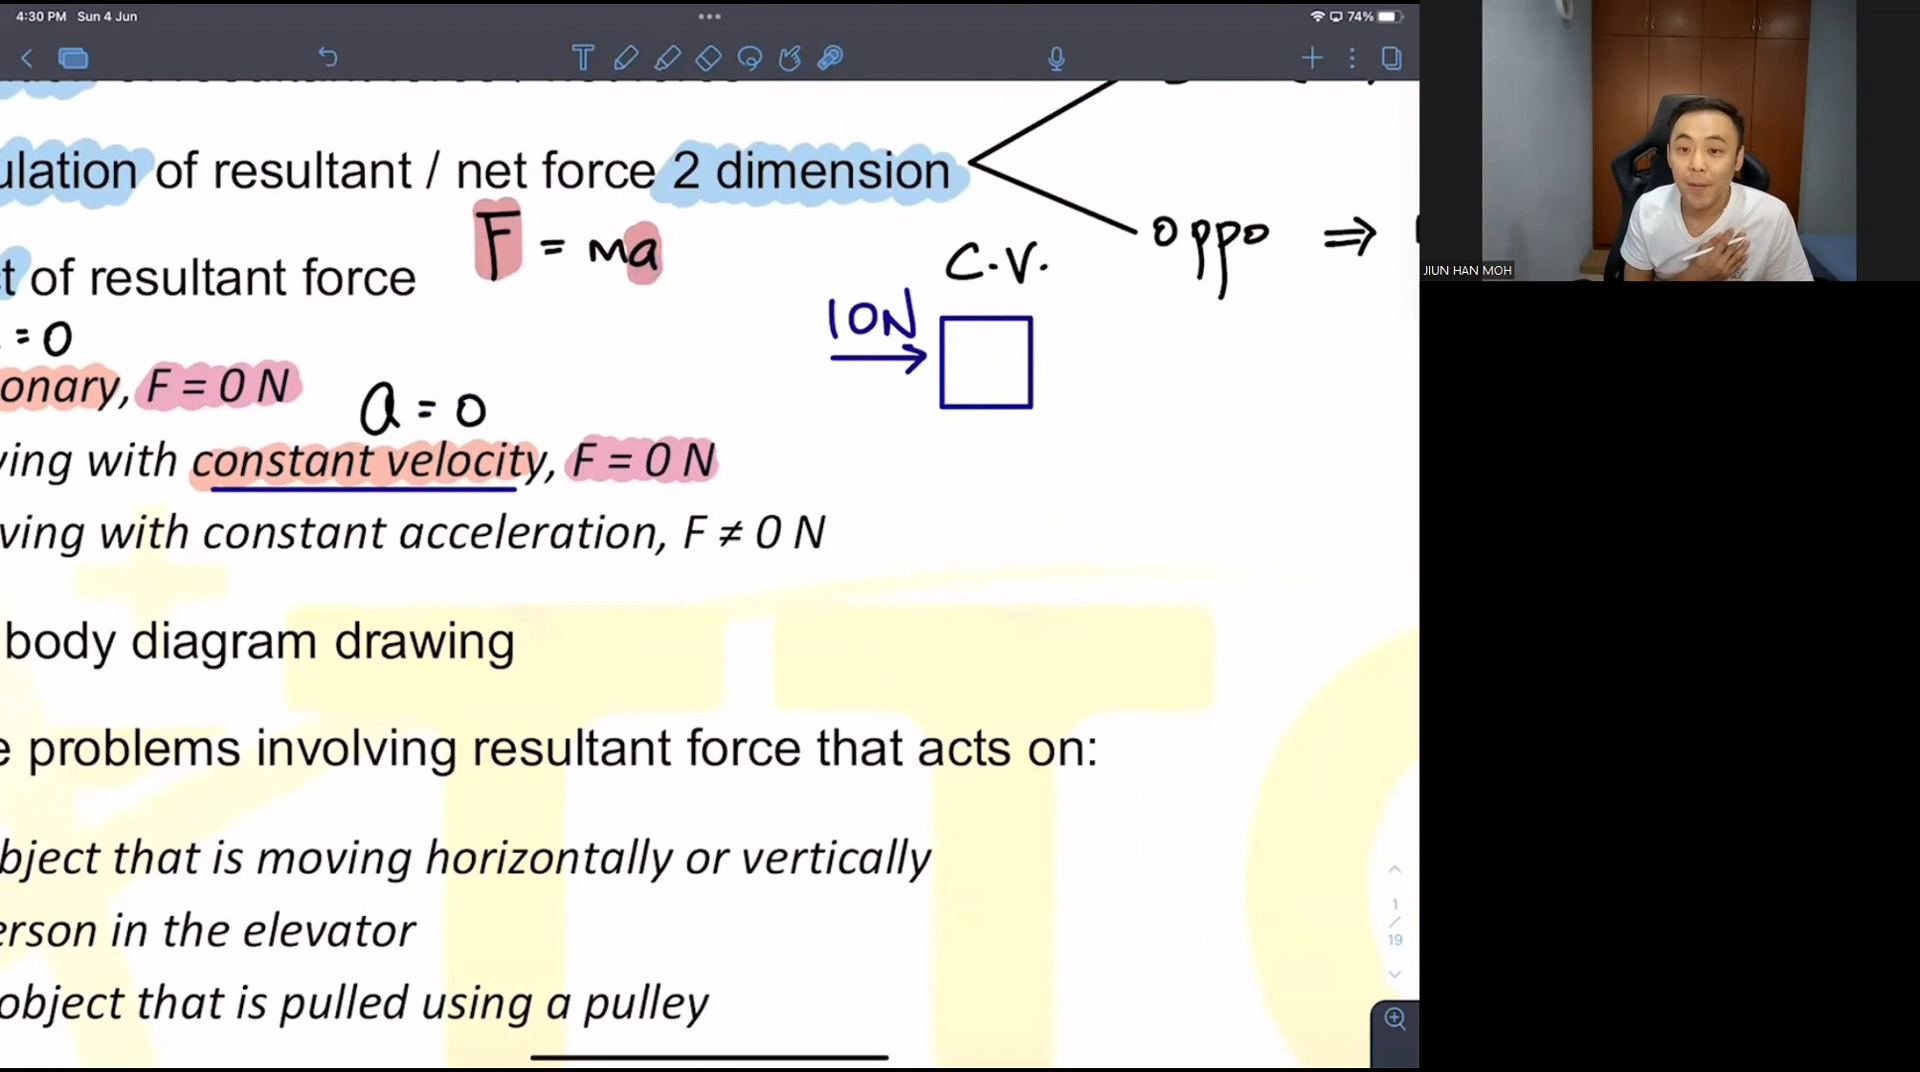 4:30 PM Sun 4 Jun
74%
ulation of resultant / net force 2 dimension
F = ma
oppo ⇒
t of resultant force
C.V.
10N
= 0
onary, F = 0 N
a = 0
ving with constant velocity, F = 0 N
ving with constant acceleration, F ≠ 0 N
body diagram drawing
e problems involving resultant force that acts on:
bject that is moving horizontally or vertically
erson in the elevator
object that is pulled using a pulley
1
/
19
JIUN HAN MOH